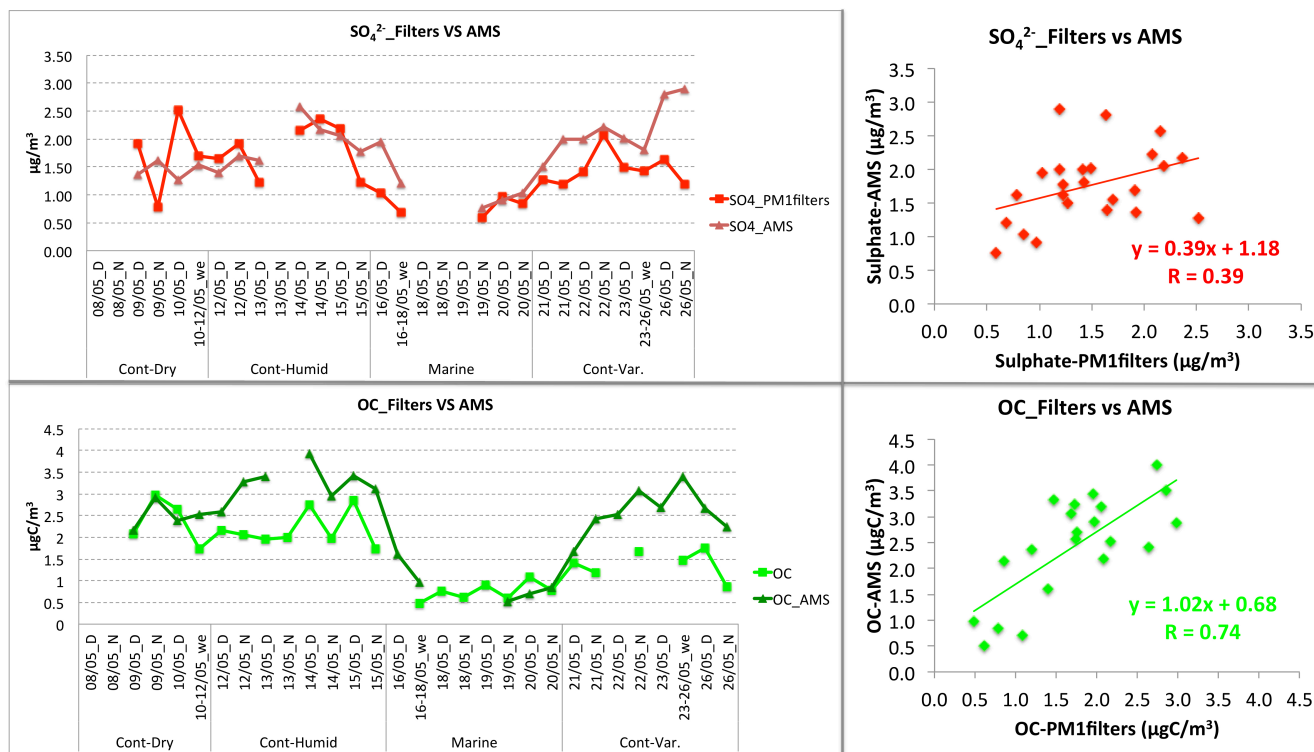 SO₄²⁻_Filters VS AMS
3.50
3.00
2.50
2.00
1.50
1.00
0.50
0.00
µg/m³
SO4_PM1filters
SO4_AMS
08/05_D
08/05_N
09/05_D
09/05_N
10/05_D
10-12/05_we
12/05_D
12/05_N
13/05_D
13/05_N
14/05_D
14/05_N
15/05_D
15/05_N
16/05_D
16-18/05_we
18/05_D
18/05_N
19/05_D
19/05_N
20/05_D
20/05_N
21/05_D
21/05_N
22/05_D
22/05_N
23/05_D
23-26/05_we
26/05_D
26/05_N
Cont-Dry
Cont-Humid
Marine
Cont-Var.
SO₄²⁻_Filters vs AMS
3.5
3.0
2.5
2.0
1.5
1.0
0.5
0.0
Sulphate-AMS (µg/m³)
y = 0.39x + 1.18
R = 0.39
0.0 0.5 1.0 1.5 2.0 2.5 3.0 3.5
Sulphate-PM1filters (µg/m³)
OC_Filters VS AMS
4.5
4
3.5
3
2.5
2
1.5
1
0.5
0
µgC/m³
OC
OC_AMS
08/05_D
08/05_N
09/05_D
09/05_N
10/05_D
10-12/05_we
12/05_D
12/05_N
13/05_D
13/05_N
14/05_D
14/05_N
15/05_D
15/05_N
16/05_D
16-18/05_we
18/05_D
18/05_N
19/05_D
19/05_N
20/05_D
20/05_N
21/05_D
21/05_N
22/05_D
22/05_N
23/05_D
23-26/05_we
26/05_D
26/05_N
Cont-Dry
Cont-Humid
Marine
Cont-Var.
OC_Filters vs AMS
4.5
4.0
3.5
3.0
2.5
2.0
1.5
1.0
0.5
0.0
OC-AMS (µgC/m³)
y = 1.02x + 0.68
R = 0.74
0.0 0.5 1.0 1.5 2.0 2.5 3.0 3.5 4.0 4.5
OC-PM1filters (µgC/m³)